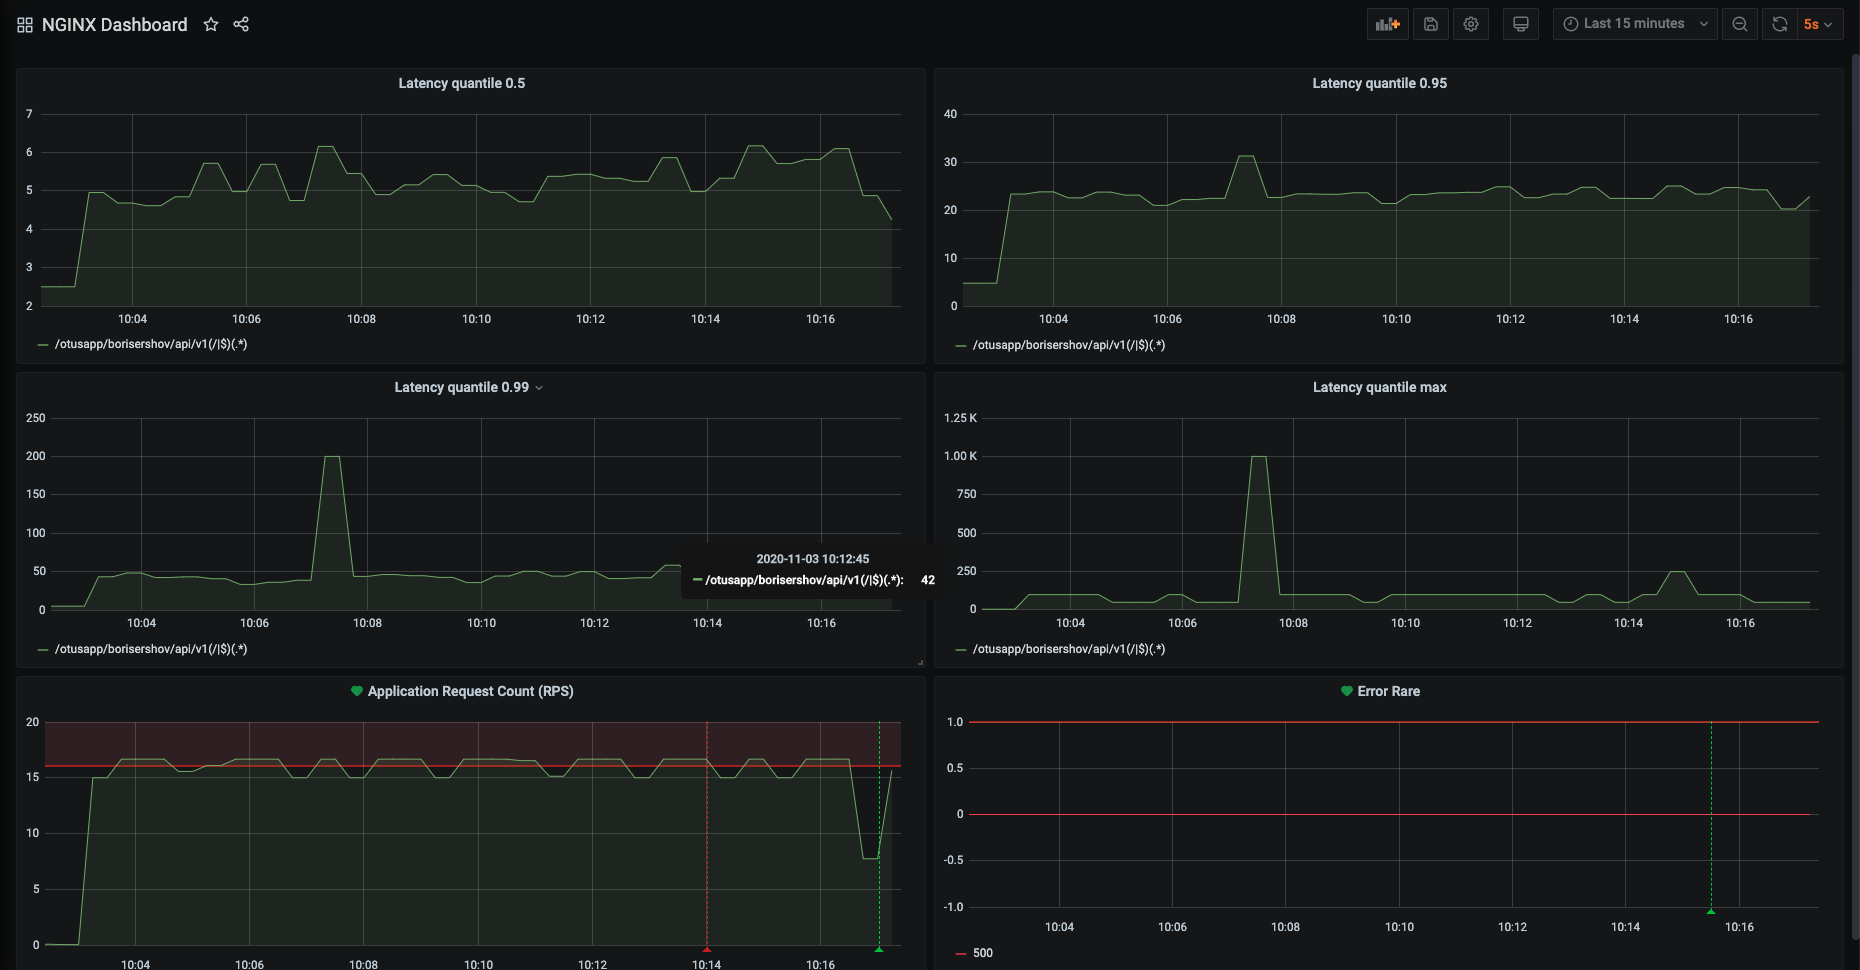 NGINX Dashboard
Last 15 minutes
5s
Latency quantile 0.5
7
6
5
4
3
2
10:04 10:06 10:08 10:10 10:12 10:14 10:16
/otusapp/borisershov/api/v1(/|$)(.*)
Latency quantile 0.95
40
30
20
10
0
10:04 10:06 10:08 10:10 10:12 10:14 10:16
/otusapp/borisershov/api/v1(/|$)(.*)
Latency quantile 0.99
250
200
150
100
50
0
10:04 10:06 10:08 10:10 10:12 10:14 10:16
2020-11-03 10:12:45
/otusapp/borisershov/api/v1(/|$)(.*): 42
/otusapp/borisershov/api/v1(/|$)(.*)
Latency quantile max
1.25 K
1.00 K
750
500
250
0
10:04 10:06 10:08 10:10 10:12 10:14 10:16
/otusapp/borisershov/api/v1(/|$)(.*)
Application Request Count (RPS)
20
15
10
5
0
10:04 10:06 10:08 10:10 10:12 10:14 10:16
Error Rare
1.0
0.5
0
-0.5
-1.0
10:04 10:06 10:08 10:10 10:12 10:14 10:16
500